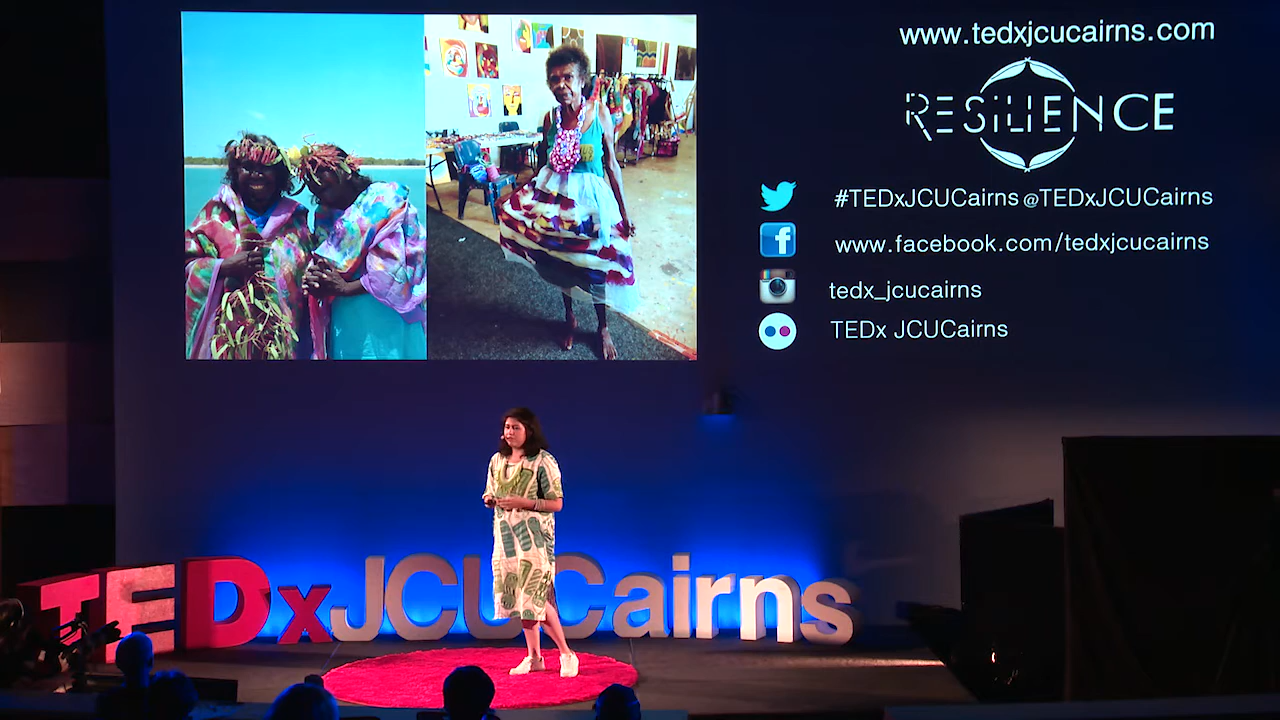 www.tedxjcucairns.com
RESiLIENCE
#TEDxJCUCairns @TEDxJCUCairns
www.facebook.com/tedxjcucairns
tedx_jcucairns
TEDx JCUCairns
TEDxJCUCairns